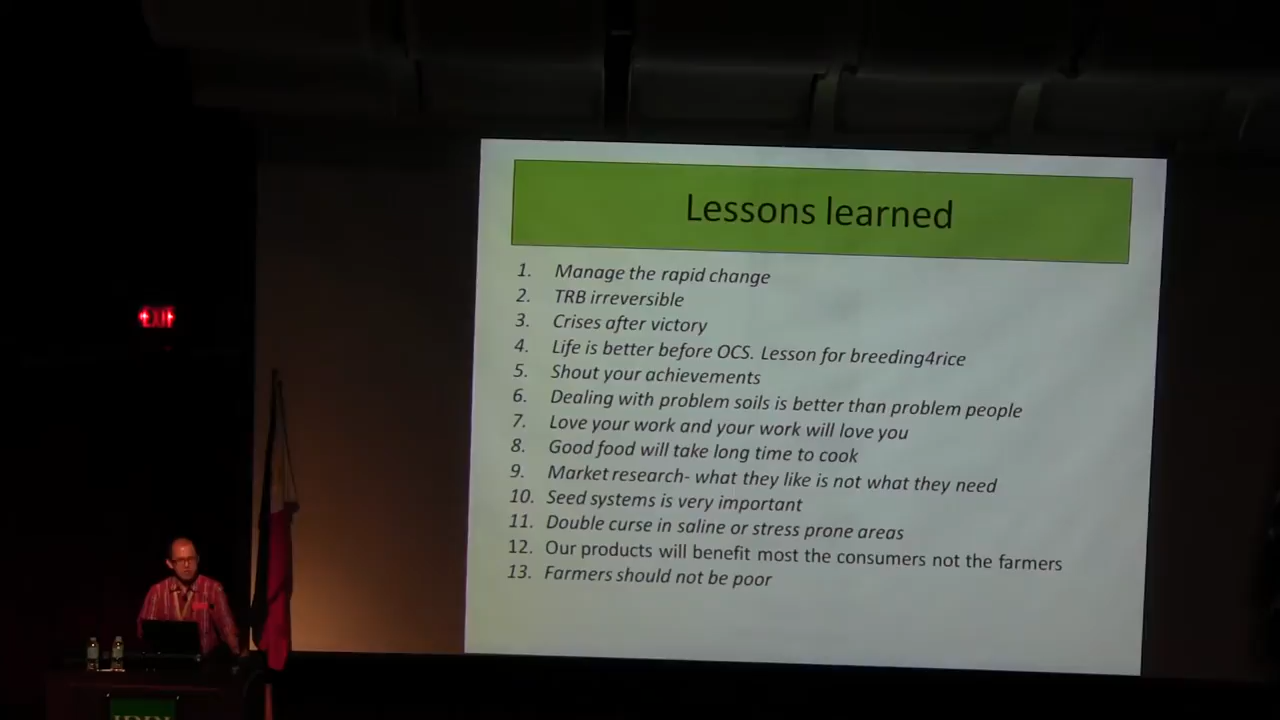 Lessons learned
1. Manage the rapid change
2. TRB irreversible
3. Crises after victory
4. Life is better before OCS. Lesson for breeding4rice
5. Shout your achievements
6. Dealing with problem soils is better than problem people
7. Love your work and your work will love you
8. Good food will take long time to cook
9. Market research- what they like is not what they need
10. Seed systems is very important
11. Double curse in saline or stress prone areas
12. Our products will benefit most the consumers not the farmers
13. Farmers should not be poor
EXIT